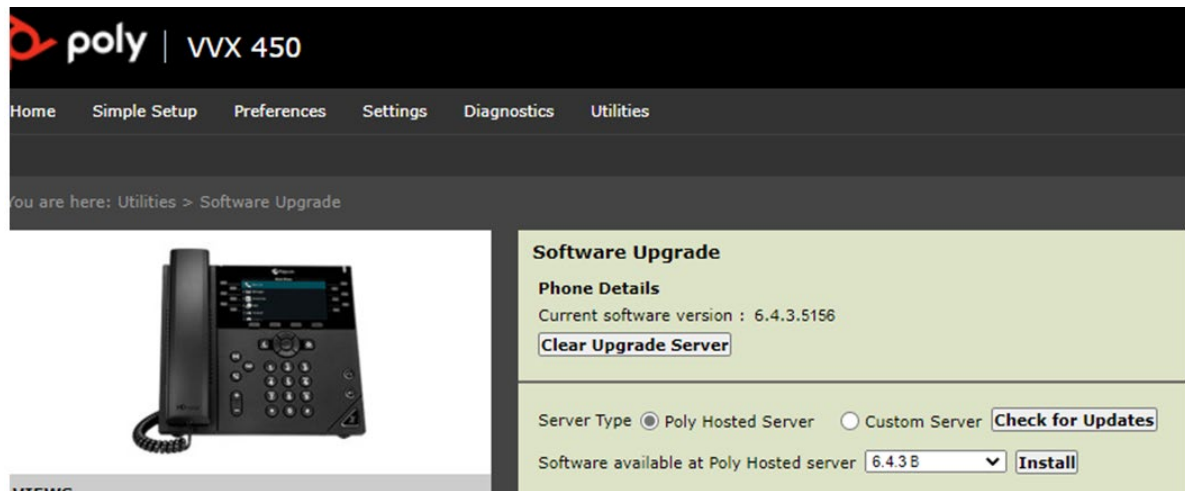 poly | VVX 450
Home Simple Setup Preferences Settings Diagnostics Utilities
You are here: Utilities > Software Upgrade
Software Upgrade
Phone Details
Current software version : 6.4.3.5156
Clear Upgrade Server
Server Type Poly Hosted Server Custom Server Check for Updates
Software available at Poly Hosted server 6.4.3 B Install
VIEWS